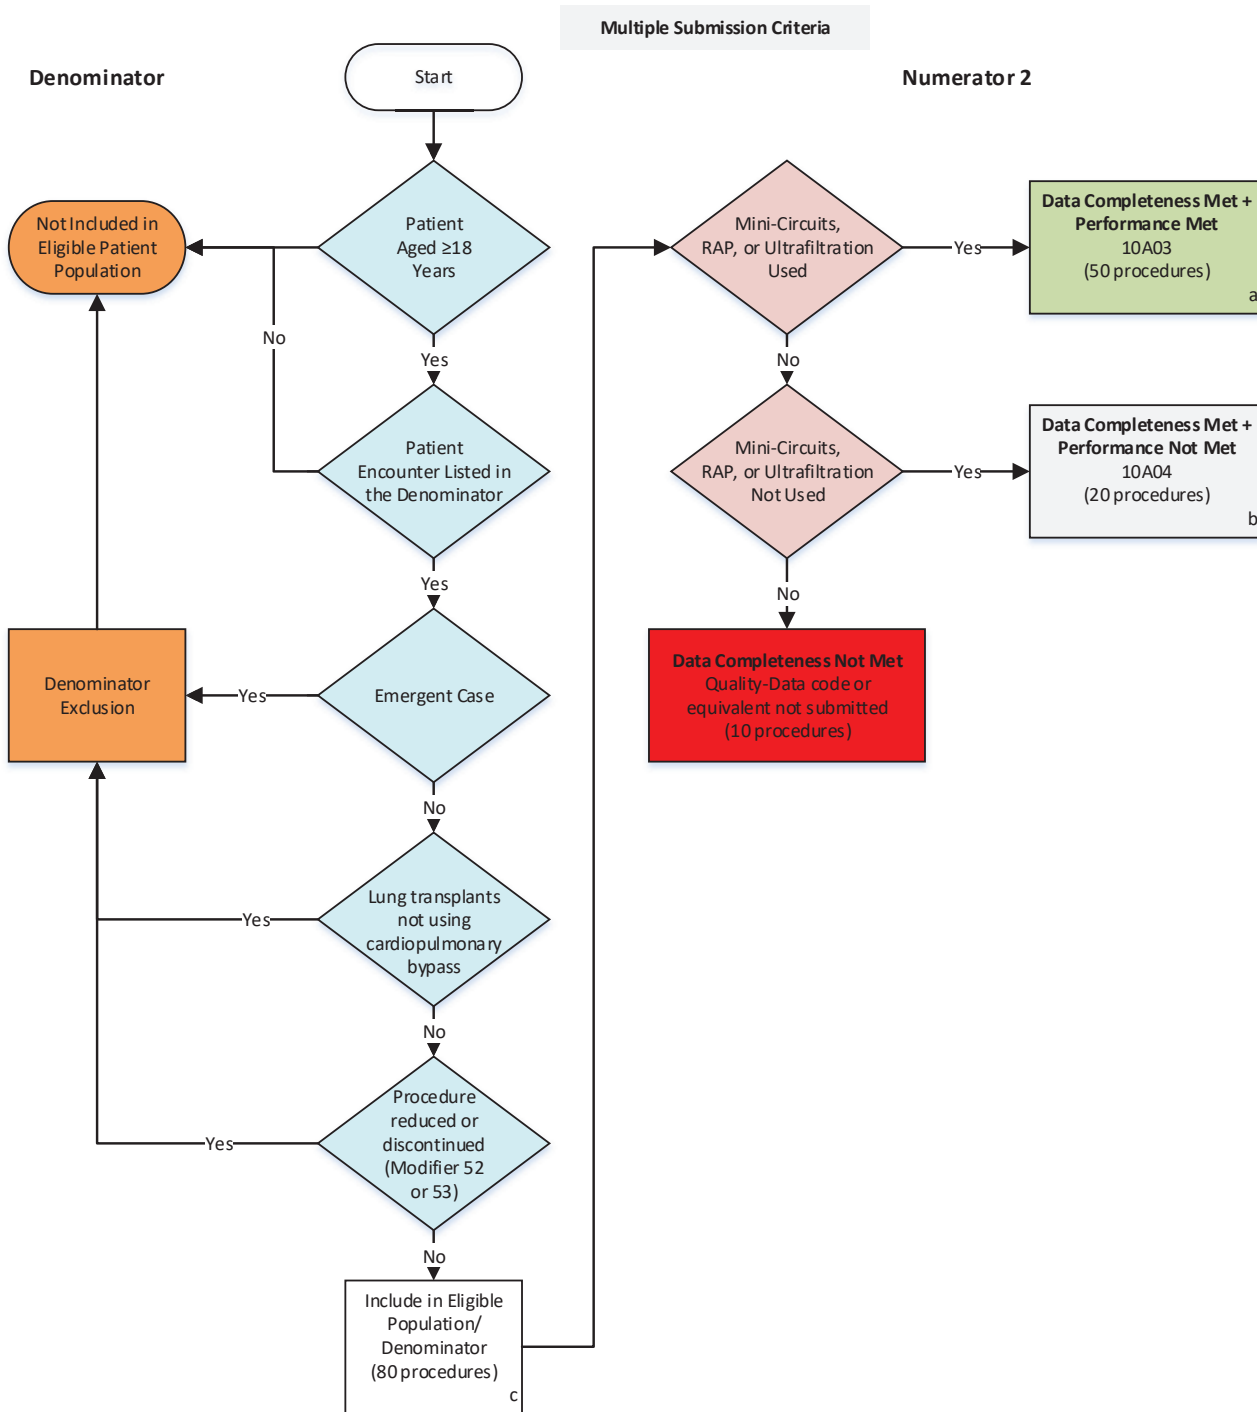 Multiple Submission Criteria
Denominator
Start
Numerator 2
Not Included in
Eligible Patient
Population
Patient
Aged ≥18
Years
No
Yes
Patient
Encounter Listed in
the Denominator
Yes
Denominator
Exclusion
Yes
Emergent Case
No
Yes
Lung transplants
not using
cardiopulmonary
bypass
No
Yes
Procedure
reduced or
discontinued
(Modifier 52
or 53)
No
Include in Eligible
Population/
Denominator
(80 procedures)
c
Mini-Circuits,
RAP, or Ultrafiltration
Used
Yes
Data Completeness Met +
Performance Met
10A03
(50 procedures)
a
No
Mini-Circuits,
RAP, or Ultrafiltration
Not Used
Yes
Data Completeness Met +
Performance Not Met
10A04
(20 procedures)
b
No
Data Completeness Not Met
Quality-Data code or
equivalent not submitted
(10 procedures)